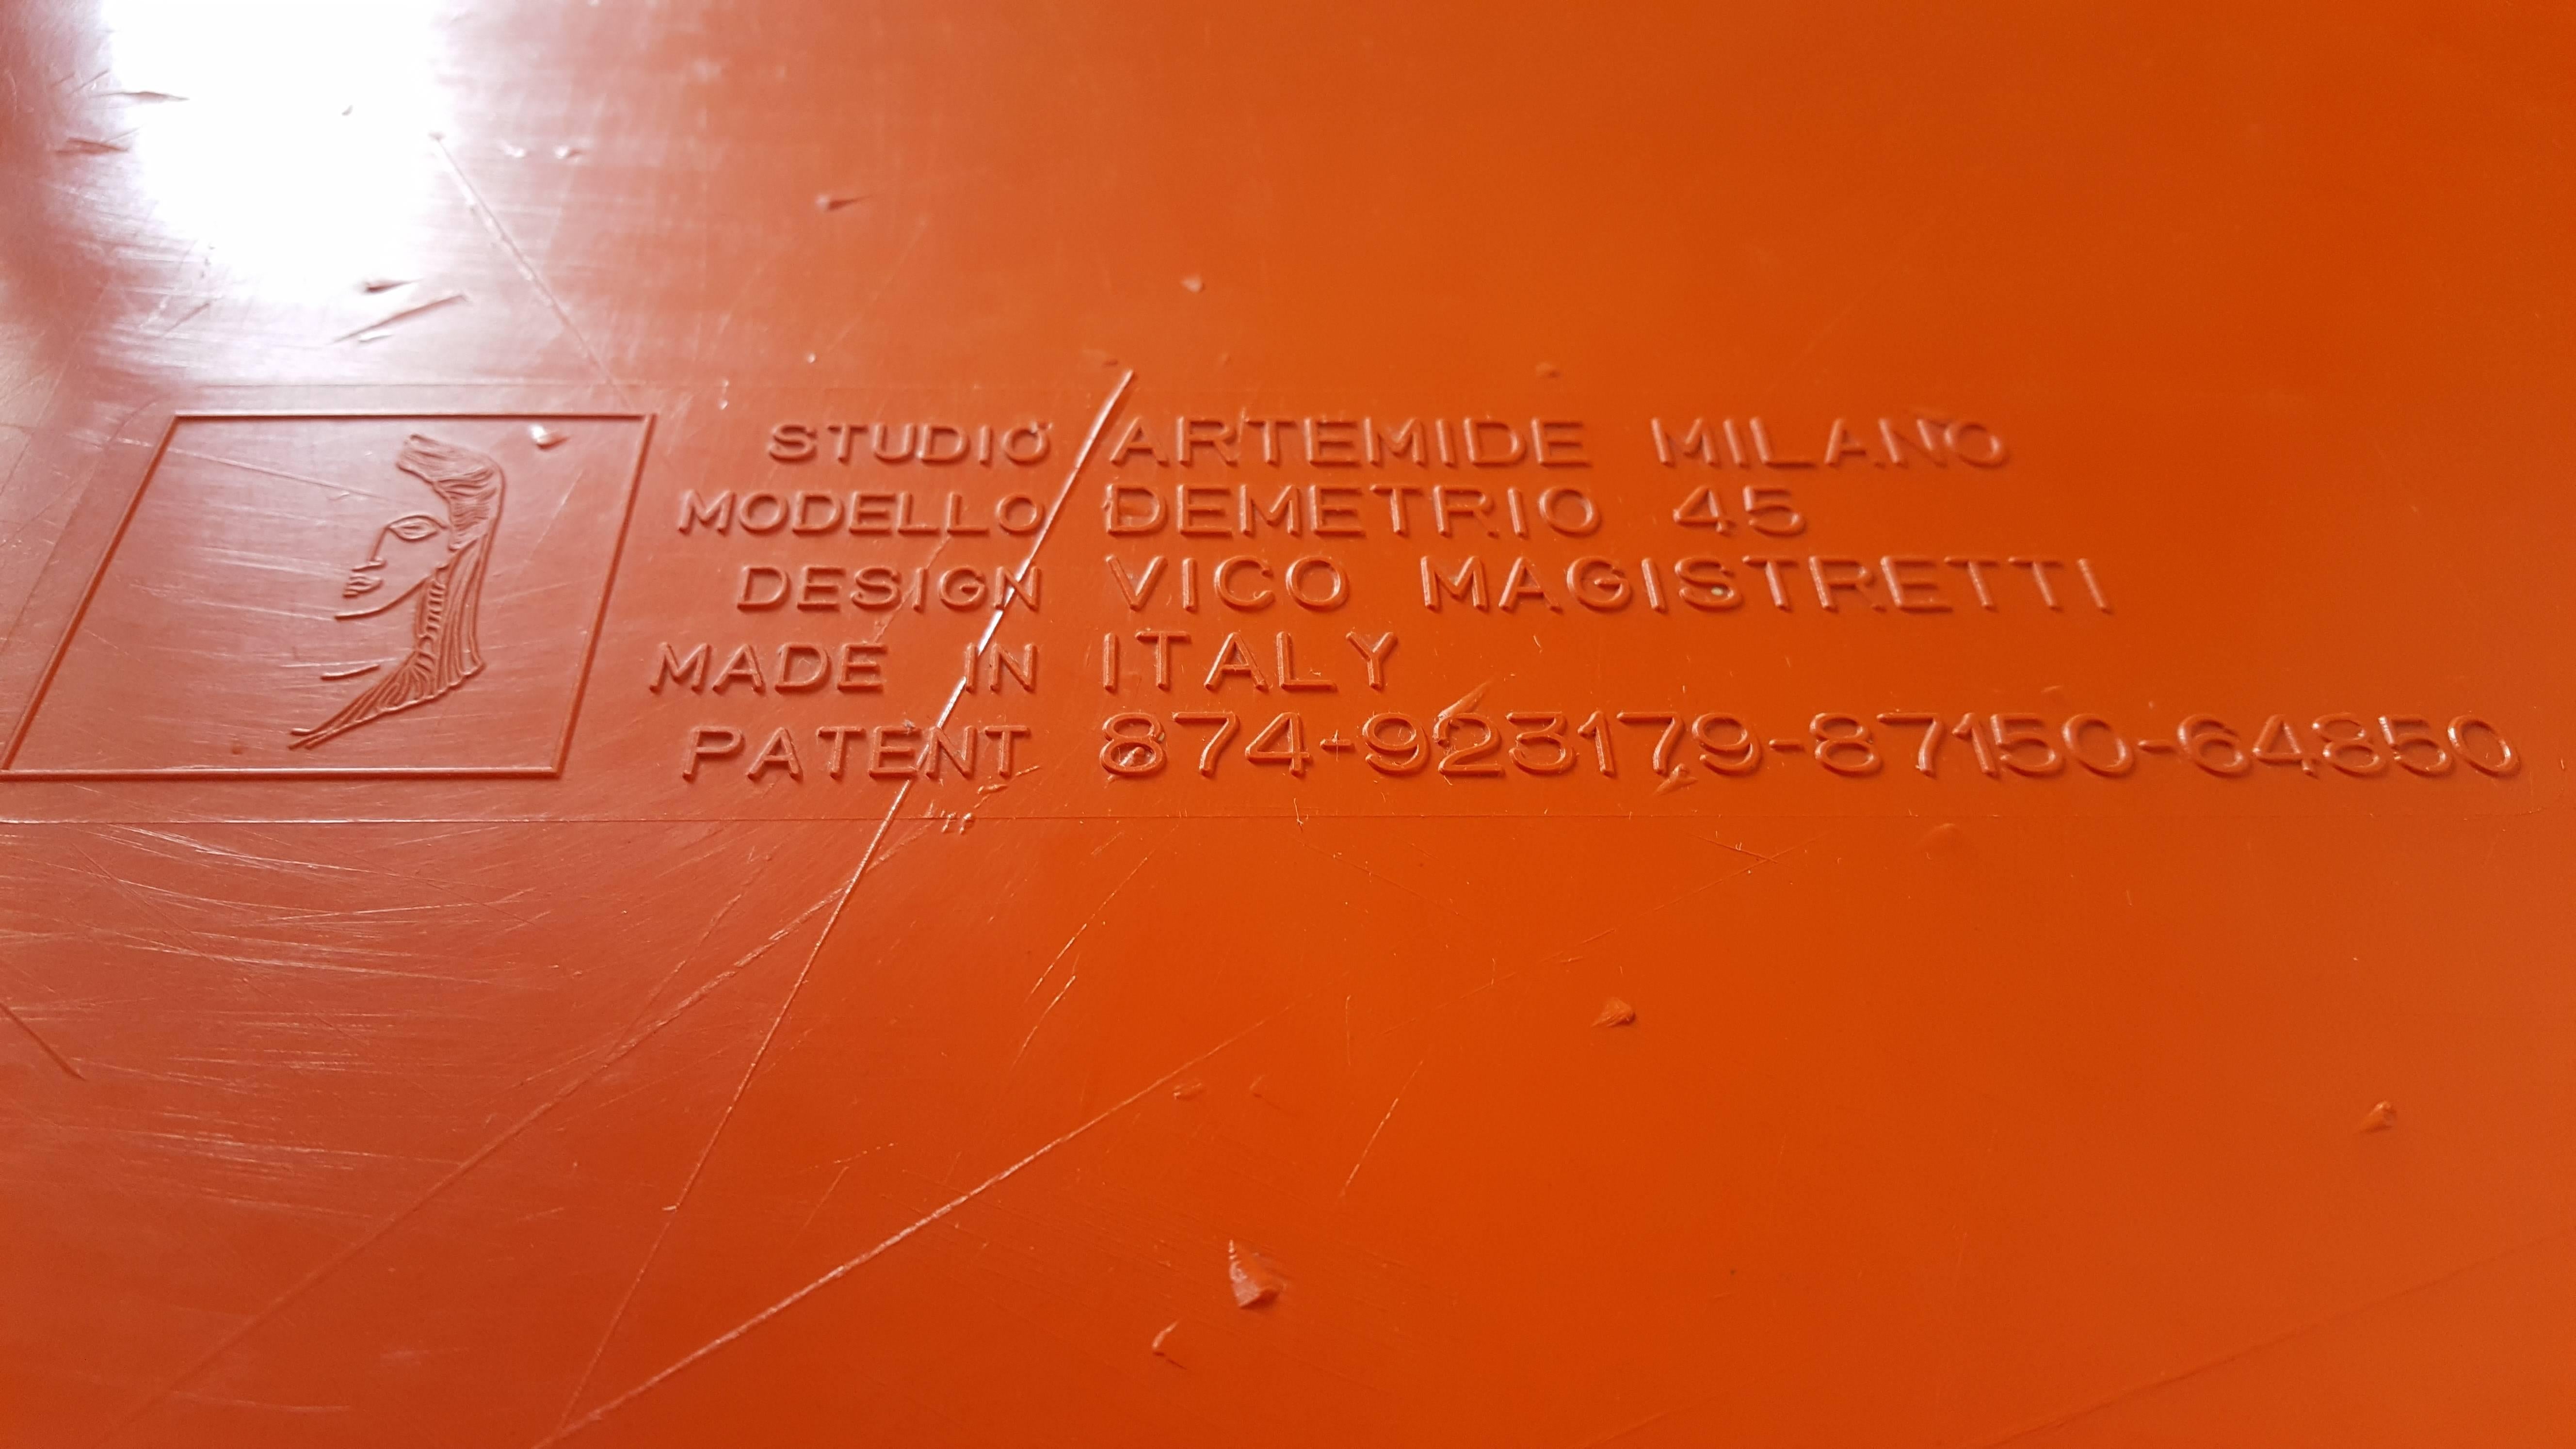 STUDIO ARTEMIDE MILANO
MODELLO DEMETRIO 45
DESIGN VICO MAGISTRETTI
MADE IN ITALY
PATENT 874-923179-87150-64850